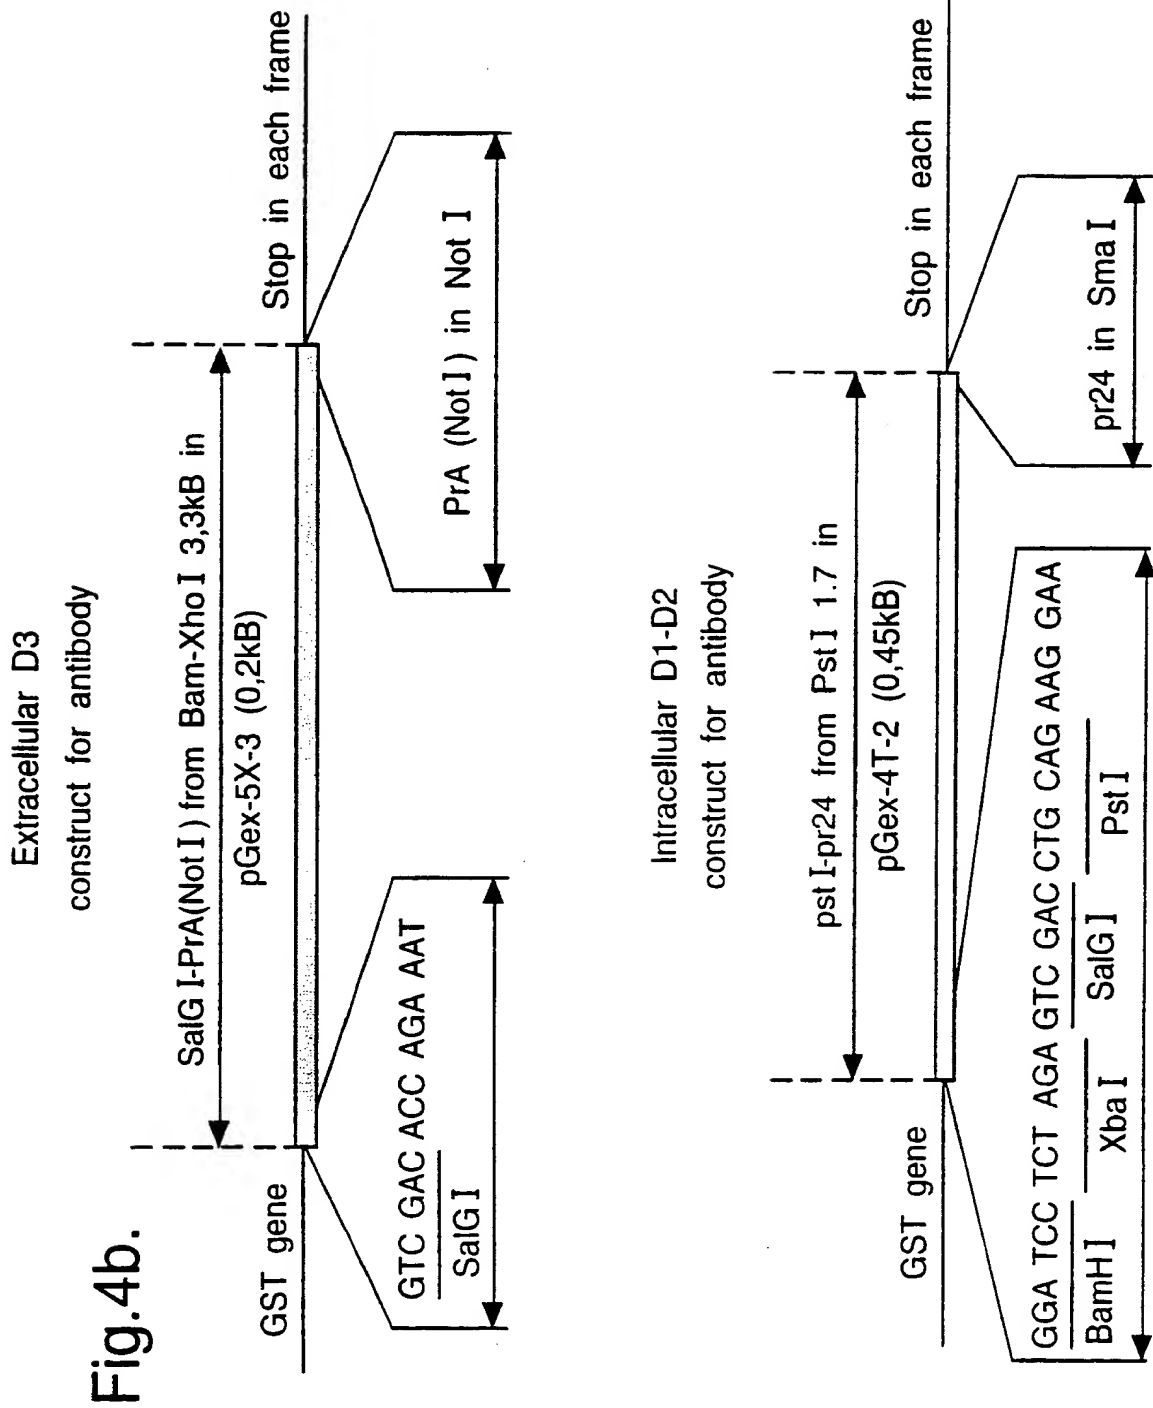 Fig.4b.
Extracellular D3
construct for antibody
SalG I-PrA(Not I) from Bam-Xho I 3,3kB in
pGex-5X-3 (0,2kB)
GST gene
Stop in each frame
GTC GAC ACC AGA AAT
SalG I
PrA (Not I) in Not I
Intracellular D1-D2
construct for antibody
pst I-pr24 from Pst I 1.7 in
pGex-4T-2 (0,45kB)
GST gene
Stop in each frame
GGA TCC TCT AGA GTC GAC CTG CAG AAG GAA
BamH I Xba I SalG I Pst I
pr24 in Sma I